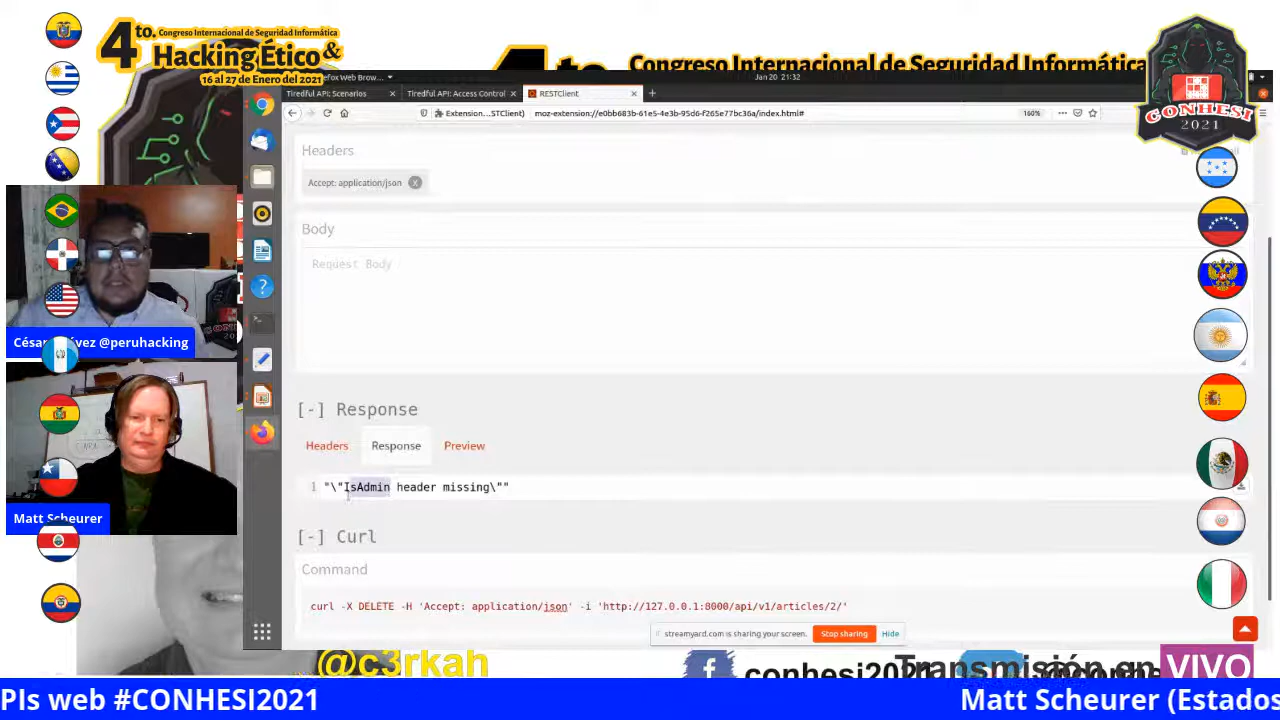 4to. Congreso Internacional de Seguridad Informática
Hacking Ético &
16 al 27 de Enero del 2021
Congreso Internacional de Seguridad Informática
CONHESI
2021
Jan 20 21:32
Tiredful API: Scenarios
Tiredful API: Access Control
RESTClient
Extension
STClient)
moz-extension://e0bb683b-61e5-4e3b-95d6-f265e77bc36a/index.html#
160%
Headers
Accept: application/json
Body
Request Body
[-] Response
Headers
Response
Preview
1 "\"IsAdmin header missing\""
[-] Curl
Command
curl -X DELETE -H 'Accept: application/json' -i 'http://127.0.0.1:8000/api/v1/articles/2/'
streamyard.com is sharing your screen.
Stop sharing
Hide
@peruhacking
Matt Scheurer
@c3rkah
conhesi2021
Transmisión en VIVO
PIs web #CONHESI2021
Matt Scheurer (Estados